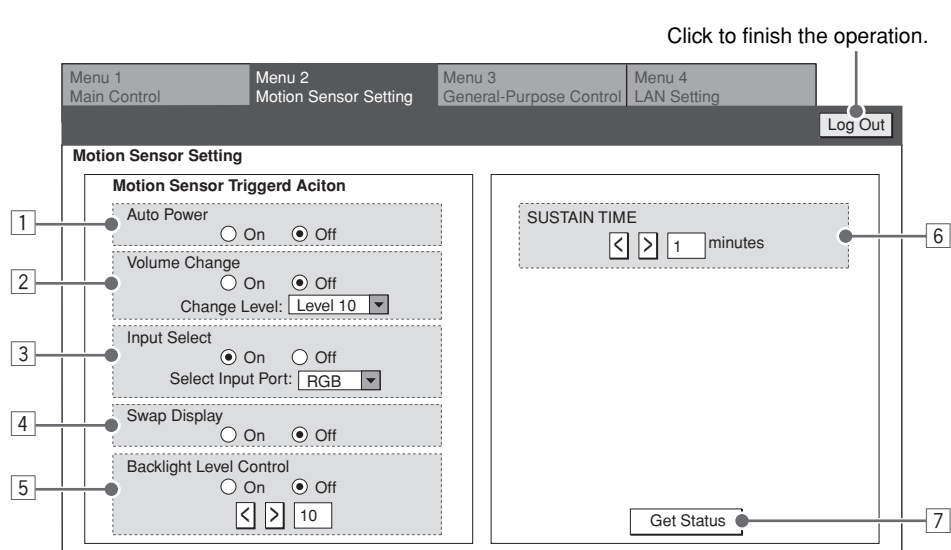 Click to finish the operation.
Menu 1
Main Control
Menu 2
Motion Sensor Setting
Menu 3
General-Purpose Control
Menu 4
LAN Setting
Log Out
Motion Sensor Setting
Motion Sensor Triggerd Aciton
1
Auto Power
On Off
2
Volume Change
On Off
Change Level: Level 10
3
Input Select
On Off
Select Input Port: RGB
4
Swap Display
On Off
5
Backlight Level Control
On Off
< > 10
SUSTAIN TIME
< > 1 minutes
6
Get Status
7